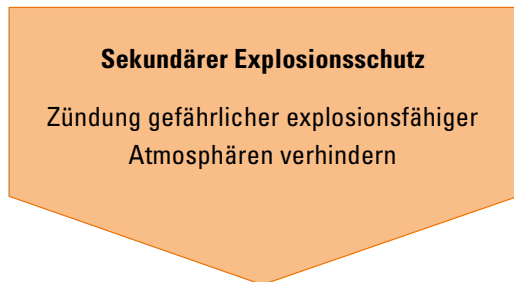 Sekundärer Explosionsschutz
Zündung gefährlicher explosionsfähiger
Atmosphären verhindern